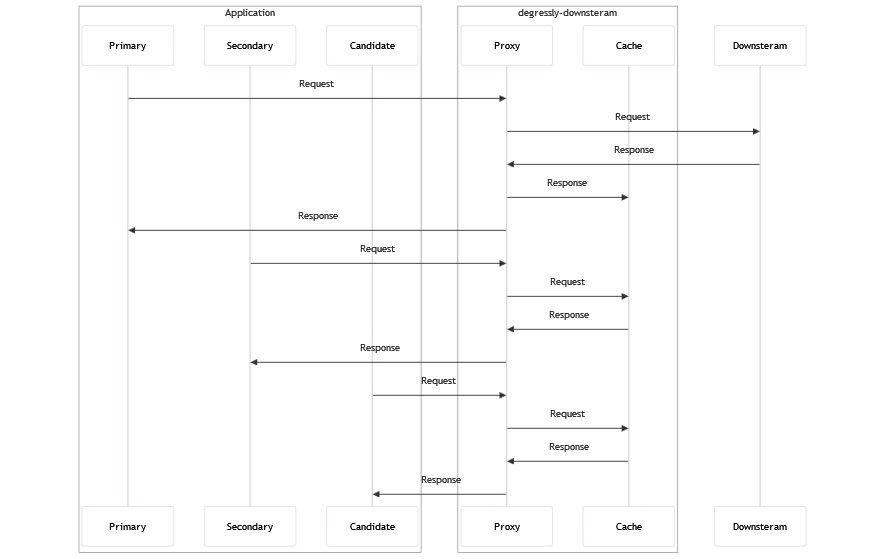 Application
degressly-downsteram
Primary
Secondary
Candidate
Proxy
Cache
Downsteram
Request
Request
Response
Response
Response
Request
Request
Response
Response
Request
Request
Response
Response
Primary
Secondary
Candidate
Proxy
Cache
Downsteram